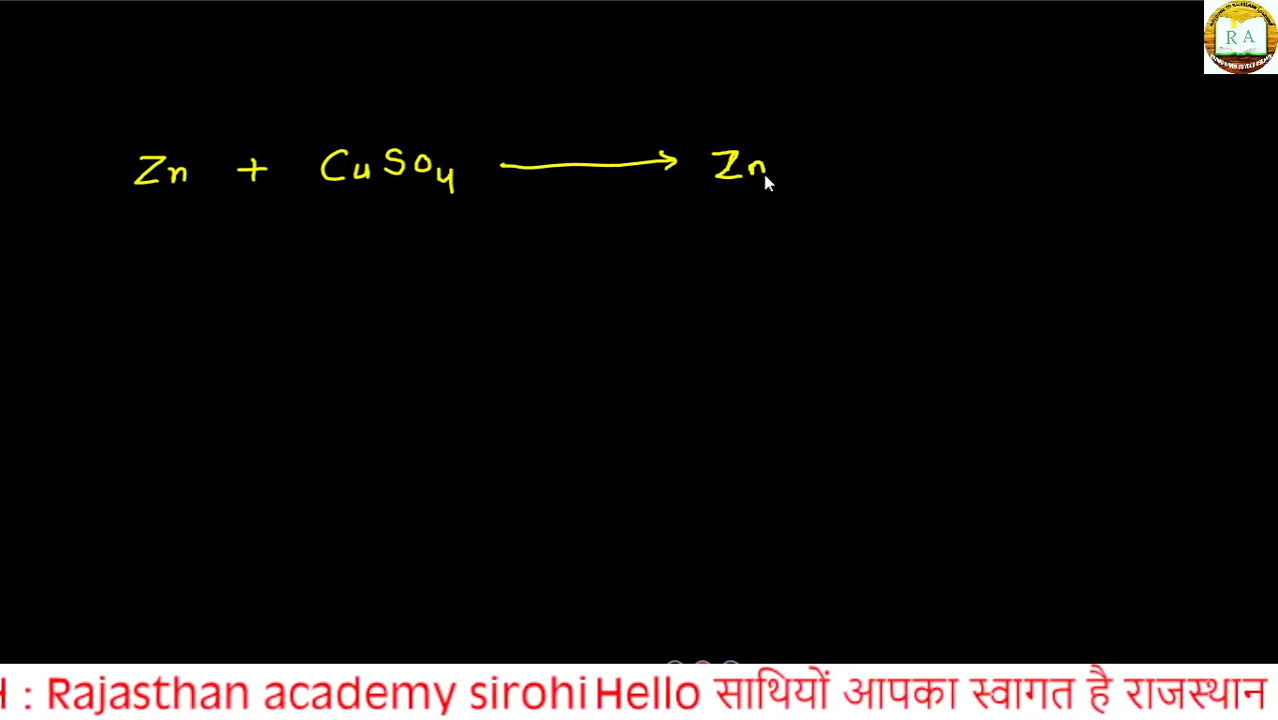 R A
Zn + CuSO₄ ⟶ Zn
: Rajasthan academy sirohi Hello साथियों आपका स्वागत है राजस्थान